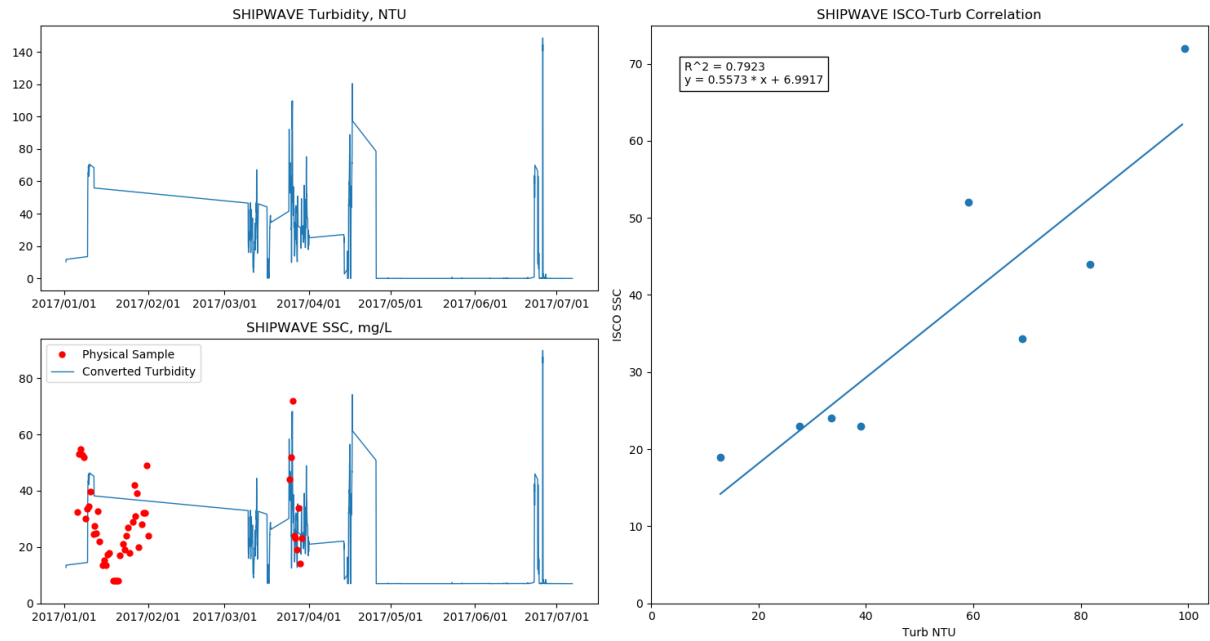 SHIPWAVE Turbidity, NTU
140
120
100
80
60
40
20
0
2017/01/01 2017/02/01 2017/03/01 2017/04/01 2017/05/01 2017/06/01 2017/07/01
SHIPWAVE SSC, mg/L
Physical Sample
Converted Turbidity
80
60
40
20
0
2017/01/01 2017/02/01 2017/03/01 2017/04/01 2017/05/01 2017/06/01 2017/07/01
SHIPWAVE ISCO-Turb Correlation
R^2 = 0.7923
y = 0.5573 * x + 6.9917
ISCO SSC
70
60
50
40
30
20
10
0
0 20 40 60 80 100
Turb NTU